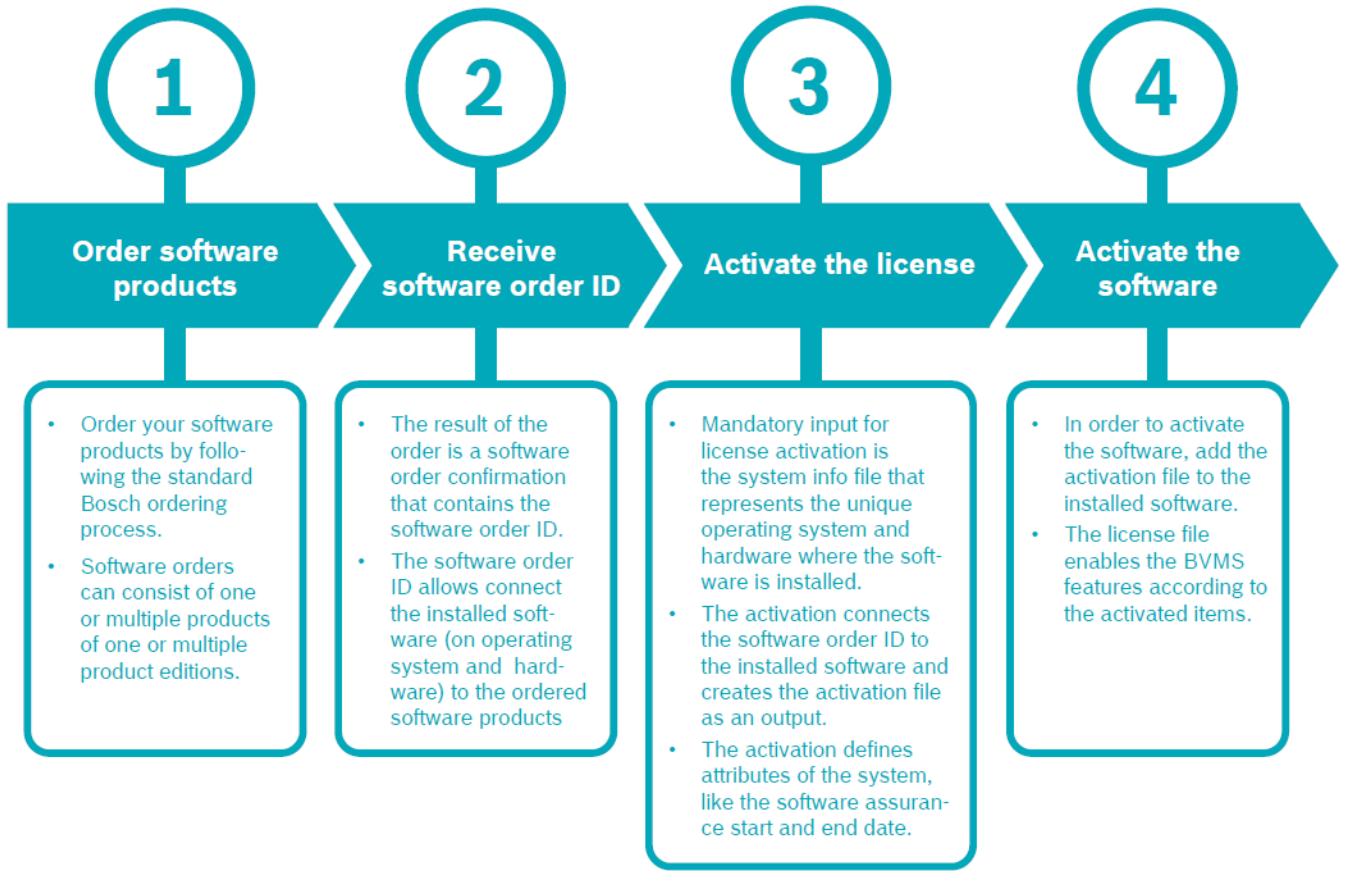 1
Order software
products
• Order your software
products by follo-
wing the standard
Bosch ordering
process.
• Software orders
can consist of one
or multiple products
of one or multiple
product editions.
2
Receive
software order ID
• The result of the
order is a software
order confirmation
that contains the
software order ID.
• The software order
ID allows connect
the installed soft-
ware (on operating
system and hard-
ware) to the ordered
software products
3
Activate the license
• Mandatory input for
license activation is
the system info file that
represents the unique
operating system and
hardware where the soft-
ware is installed.
• The activation connects
the software order ID to
the installed software and
creates the activation file
as an output.
• The activation defines
attributes of the system,
like the software assuran-
ce start and end date.
4
Activate the
software
• In order to activate
the software, add the
activation file to the
installed software.
• The license file
enables the BVMS
features according to
the activated items.